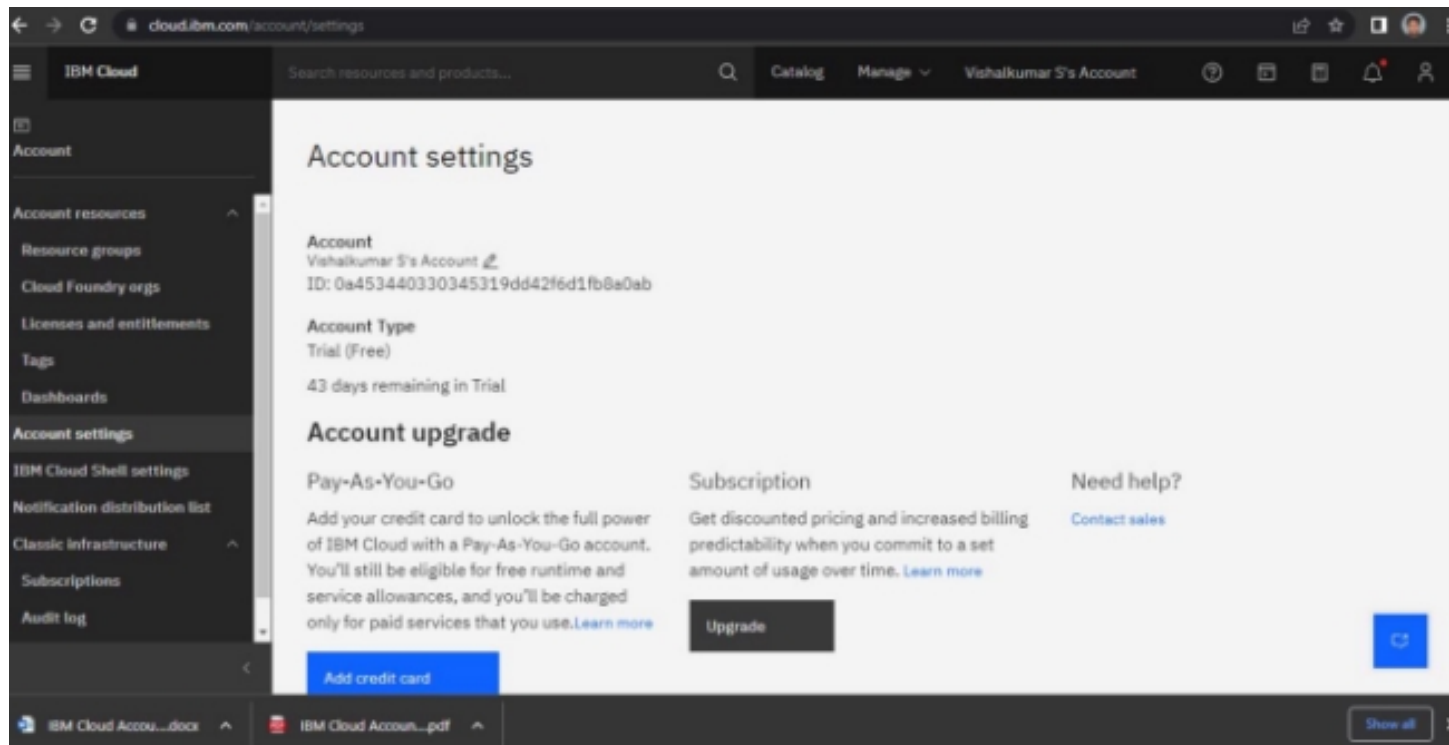 cloud.ibm.com/account/settings
IBM Cloud
Search resources and products...
Catalog
Manage
Vishalkumar S's Account
Account
Account resources
Resource groups
Cloud Foundry orgs
Licenses and entitlements
Tags
Dashboards
Account settings
IBM Cloud Shell settings
Notification distribution list
Classic infrastructure
Subscriptions
Audit log
Account settings
Account
Vishalkumar S's Account
ID: 0a453440330345319dd42f6d1fb8a0ab
Account Type
Trial (Free)
43 days remaining in Trial
Account upgrade
Pay-As-You-Go
Add your credit card to unlock the full power
of IBM Cloud with a Pay-As-You-Go account.
You'll still be eligible for free runtime and
service allowances, and you'll be charged
only for paid services that you use.Learn more
Add credit card
Subscription
Get discounted pricing and increased billing
predictability when you commit to a set
amount of usage over time. Learn more
Upgrade
Need help?
Contact sales
IBM Cloud Accou....docx
IBM Cloud Accoun....pdf
Show all